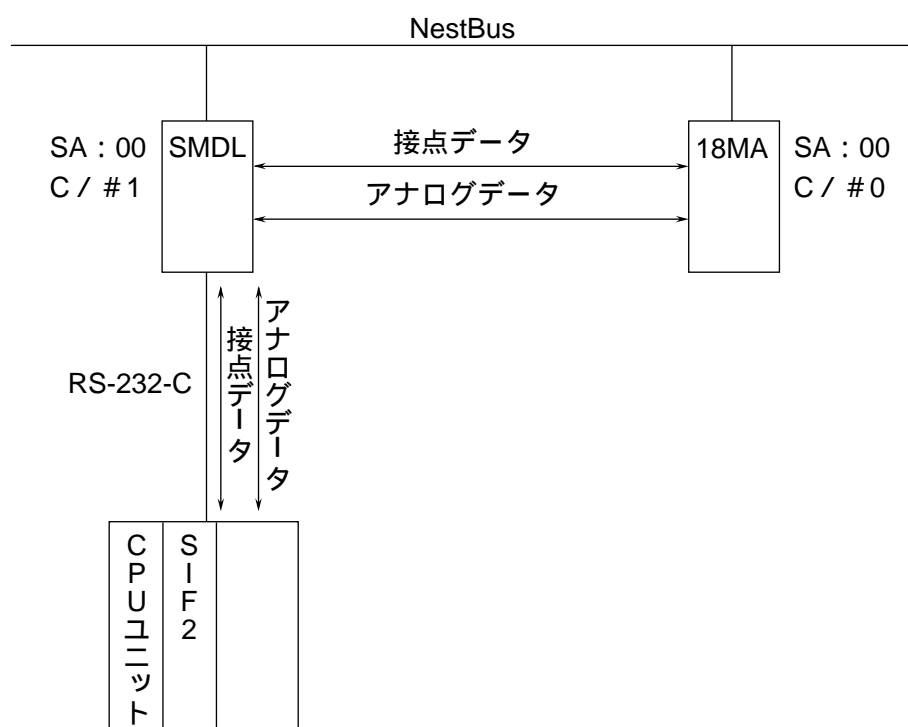 NestBus
SA：00
C / ＃1
SMDL
接点データ
アナログデータ
18MA
SA：00
C / ＃0
RS-232-C
接点データ
アナログデータ
CPUユニット
SIF2